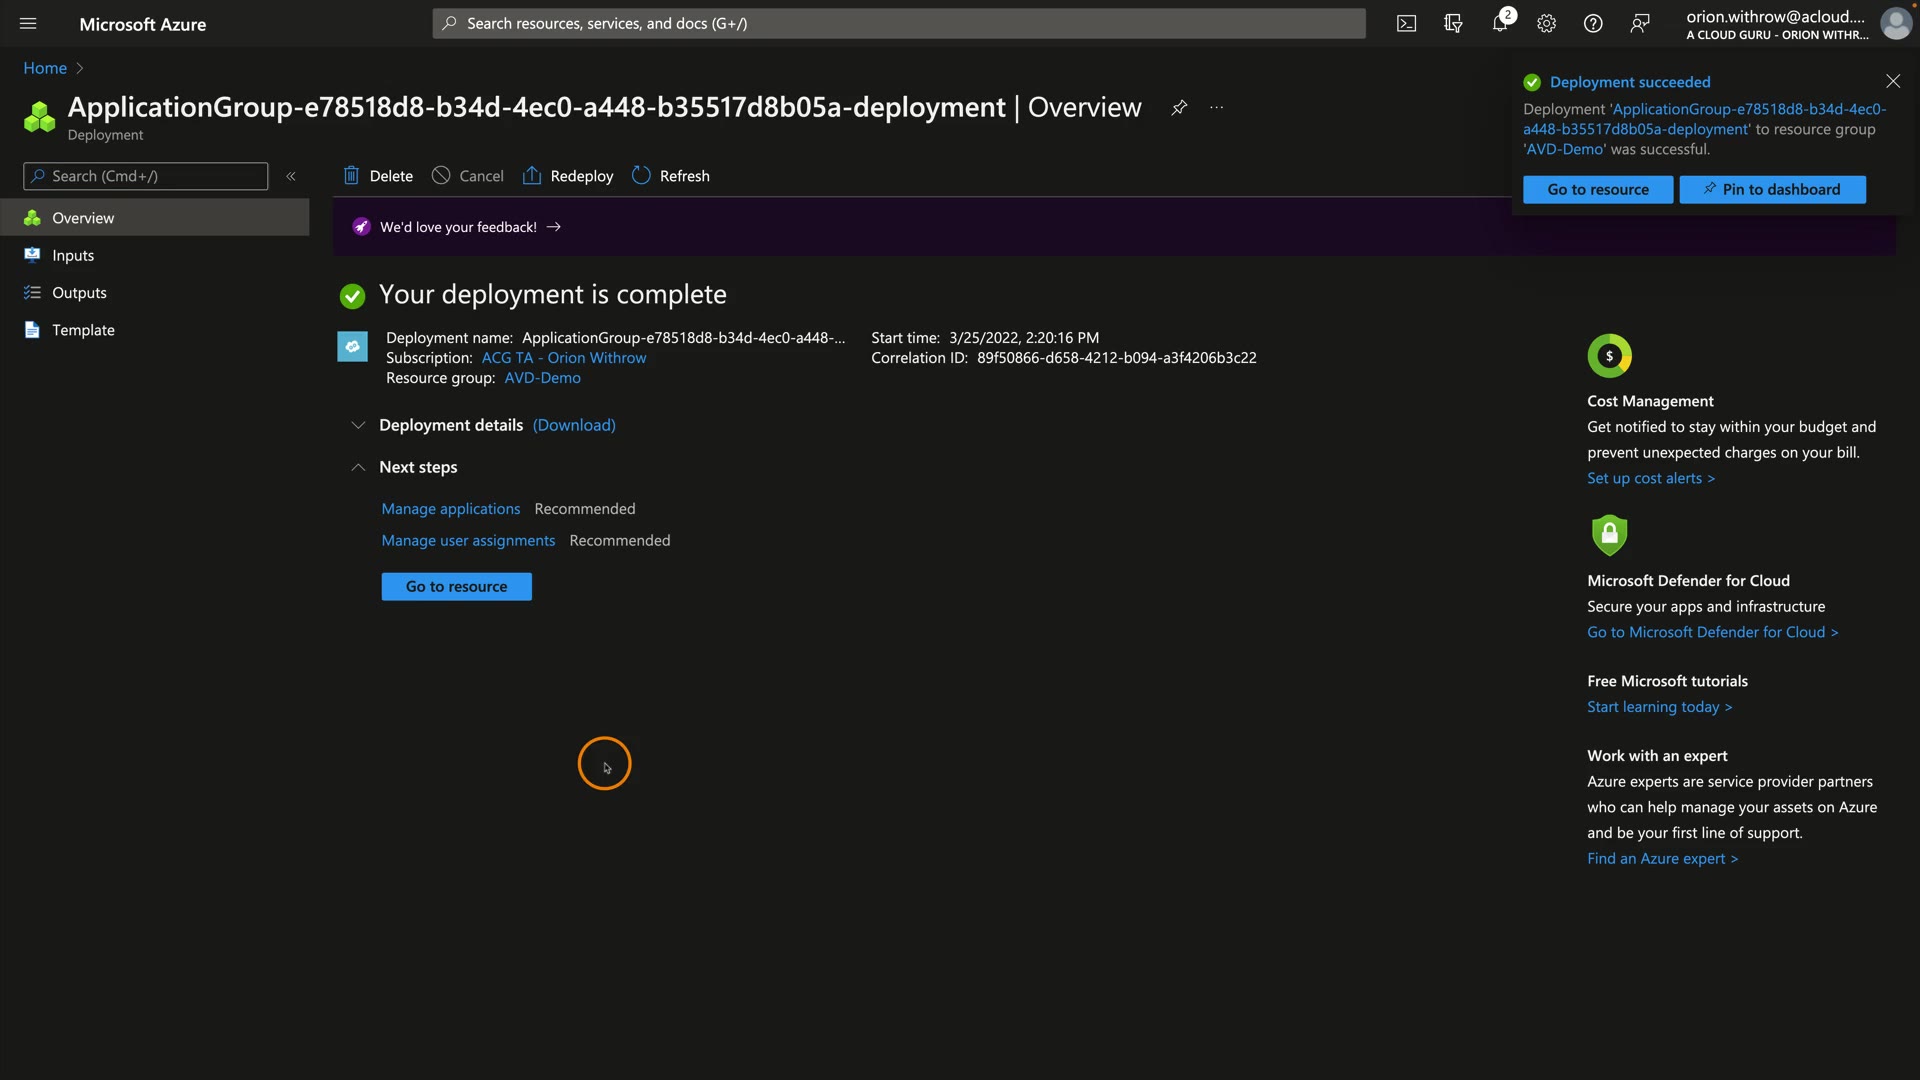 Microsoft Azure
Search resources, services, and docs (G+/)
2
orion.withrow@acloud....
A CLOUD GURU - ORION WITHR...
Home
ApplicationGroup-e78518d8-b34d-4ec0-a448-b35517d8b05a-deployment | Overview
Deployment
Search (Cmd+/)
Overview
Inputs
Outputs
Template
Delete
Cancel
Redeploy
Refresh
We'd love your feedback! →
Your deployment is complete
Deployment name: ApplicationGroup-e78518d8-b34d-4ec0-a448-...
Subscription: ACG TA - Orion Withrow
Resource group: AVD-Demo
Start time: 3/25/2022, 2:20:16 PM
Correlation ID: 89f50866-d658-4212-b094-a3f4206b3c22
Deployment details (Download)
Next steps
Manage applications Recommended
Manage user assignments Recommended
Go to resource
Deployment succeeded
Deployment 'ApplicationGroup-e78518d8-b34d-4ec0-
a448-b35517d8b05a-deployment' to resource group
'AVD-Demo' was successful.
Go to resource
Pin to dashboard
$
Cost Management
Get notified to stay within your budget and
prevent unexpected charges on your bill.
Set up cost alerts >
Microsoft Defender for Cloud
Secure your apps and infrastructure
Go to Microsoft Defender for Cloud >
Free Microsoft tutorials
Start learning today >
Work with an expert
Azure experts are service provider partners
who can help manage your assets on Azure
and be your first line of support.
Find an Azure expert >